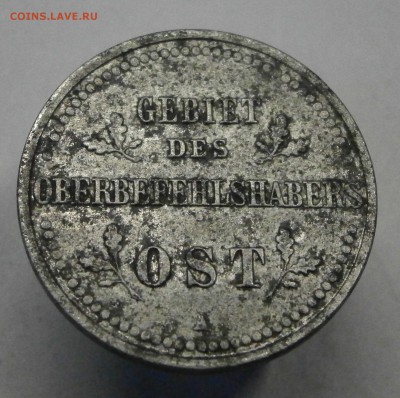 COINS.LAVE.RU
GEBIET
DES
OBERBEFEHLSHABERS
OST
A